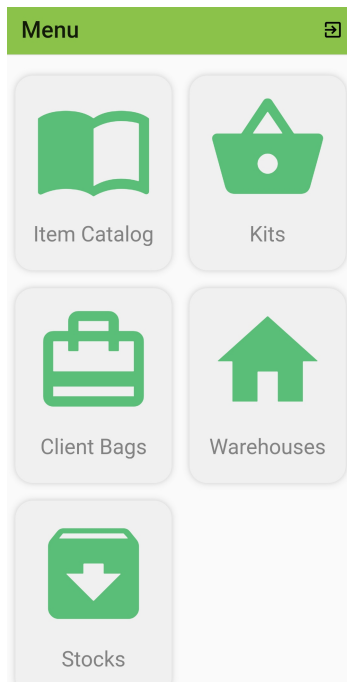 Menu
Item Catalog
Kits
Client Bags
Warehouses
Stocks